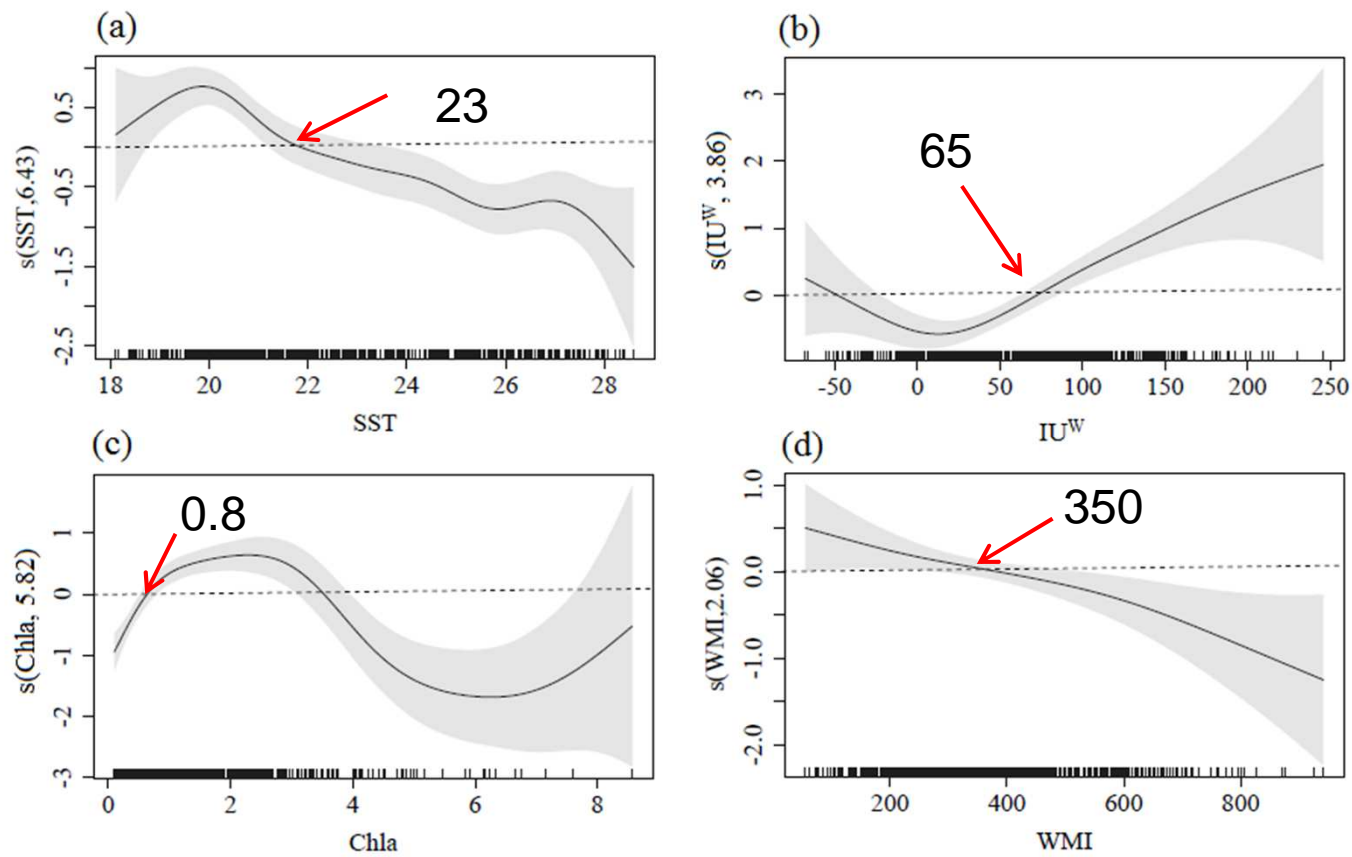 (a)
23
s(SST,6.43)
0.5
-0.5
-1.5
-2.5
18 20 22 24 26 28
SST
(b)
65
s(IU^W, 3.86)
3
2
1
0
-50 0 50 100 150 200 250
IU^W
(c)
0.8
s(Chla, 5.82)
1
0
-1
-2
-3
0 2 4 6 8
Chla
(d)
350
s(WMI,2.06)
1.0
0.0
-1.0
-2.0
200 400 600 800
WMI